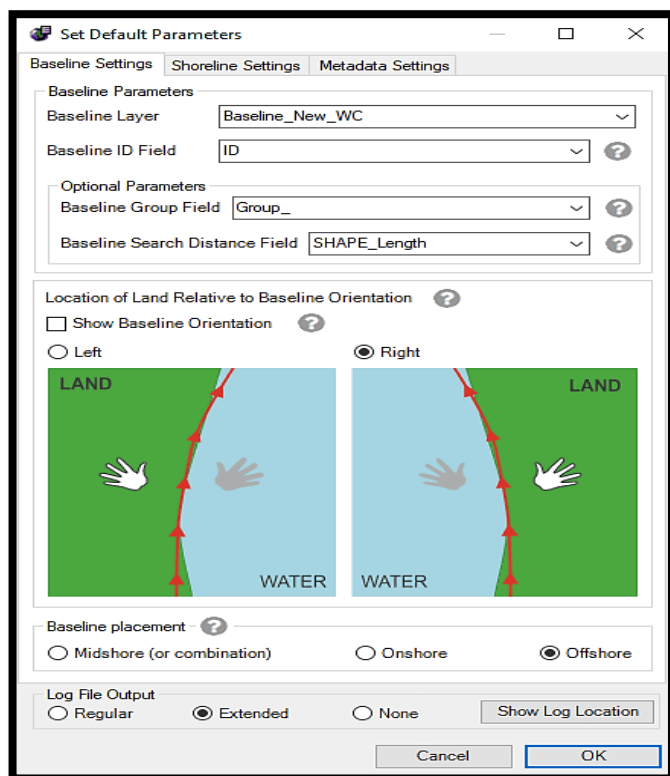 Set Default Parameters
Baseline Settings Shoreline Settings Metadata Settings
Baseline Parameters
Baseline Layer Baseline_New_WC
Baseline ID Field ID ?
Optional Parameters
Baseline Group Field Group_ ?
Baseline Search Distance Field SHAPE_Length ?
Location of Land Relative to Baseline Orientation ?
Show Baseline Orientation ?
Left Right
LAND LAND
WATER WATER
Baseline placement ?
Midshore (or combination) Onshore Offshore
Log File Output
Regular Extended None Show Log Location
Cancel OK